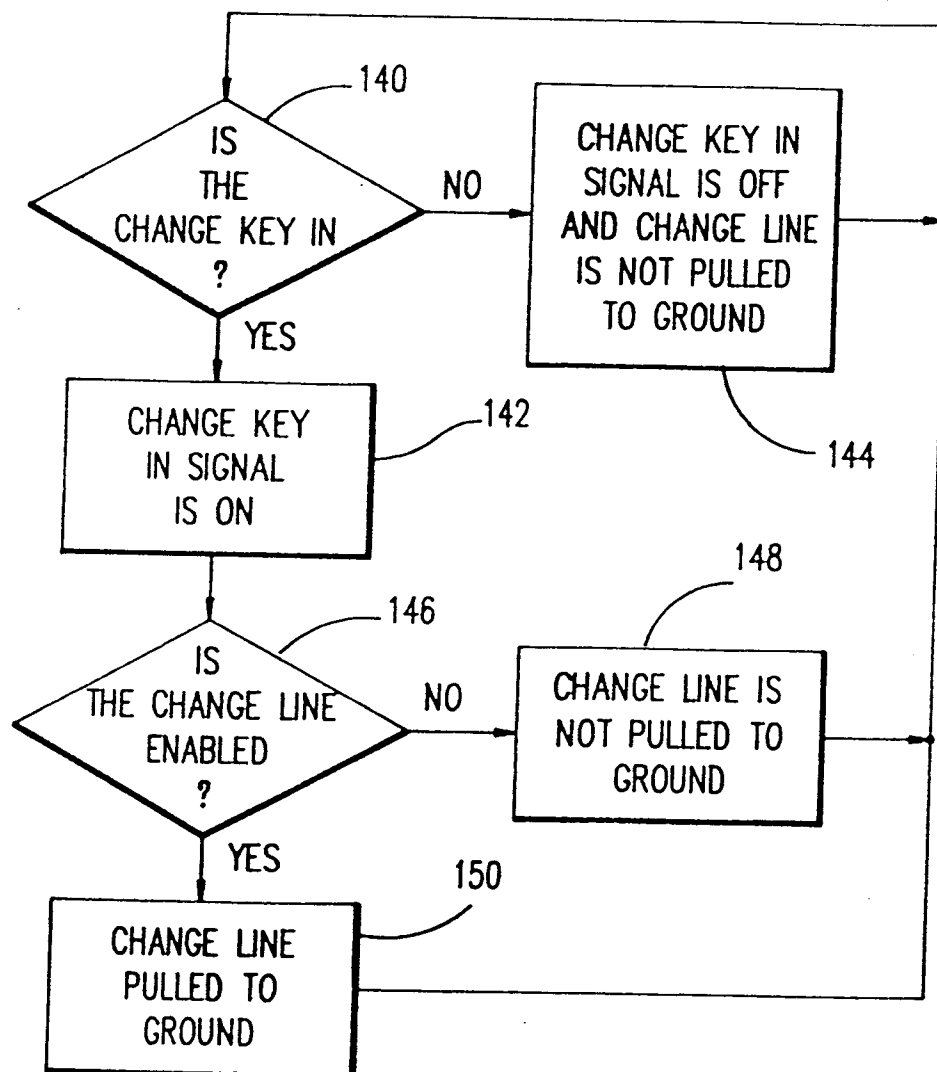 140
IS
THE
CHANGE KEY IN
?
NO
CHANGE KEY IN
SIGNAL IS OFF
AND CHANGE LINE
IS NOT PULLED
TO GROUND
144
YES
CHANGE KEY
IN SIGNAL
IS ON
142
146
IS
THE CHANGE LINE
ENABLED
?
NO
148
CHANGE LINE IS
NOT PULLED TO
GROUND
YES
150
CHANGE LINE
PULLED TO
GROUND